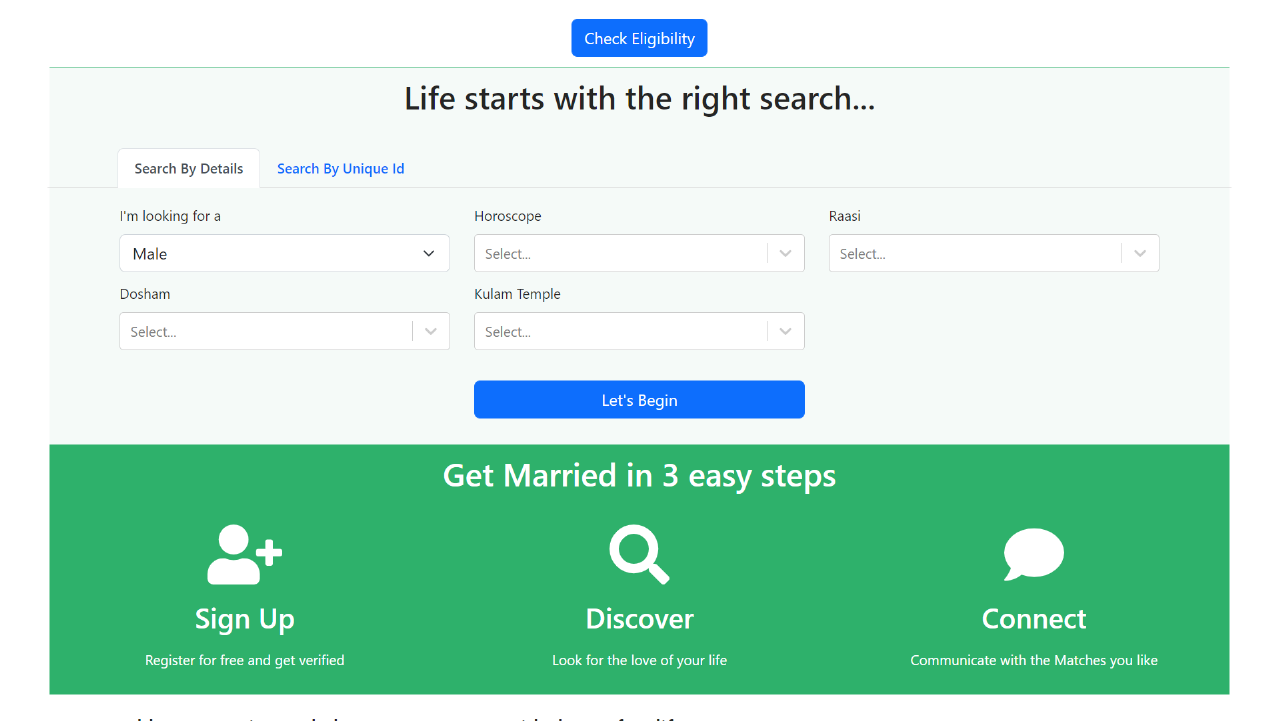 Check Eligibility
Life starts with the right search...
Search By Details Search By Unique Id
I'm looking for a Horoscope Raasi
Male Select... Select...
Dosham Kulam Temple
Select... Select...
Let's Begin
Get Married in 3 easy steps
Sign Up Discover Connect
Register for free and get verified Look for the love of your life Communicate with the Matches you like